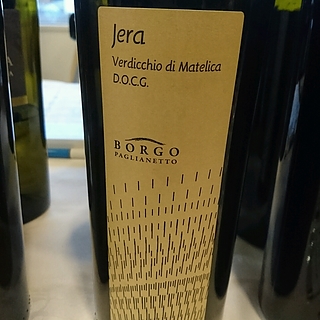 Jera
Verdicchio di Matelica
D.O.C.G.
BORGO
PAGLIANETTO